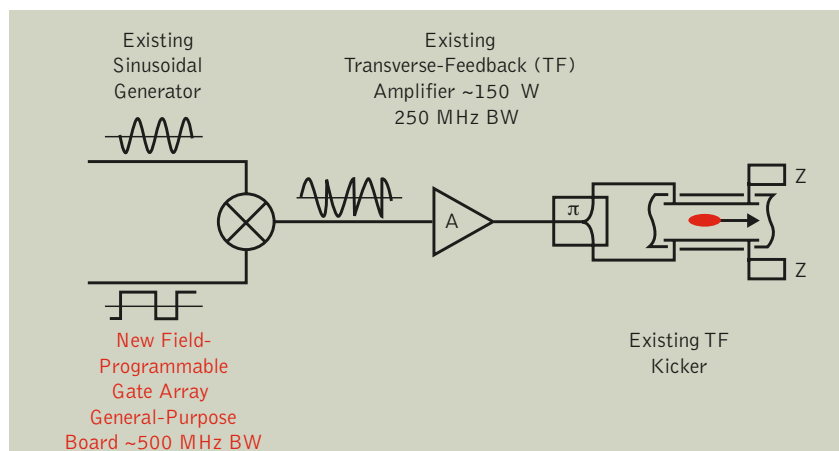 Existing
Sinusoidal
Generator
Existing
Transverse-Feedback (TF)
Amplifier ~150 W
250 MHz BW
Z
π
A
Z
New Field-
Programmable
Gate Array
General-Purpose
Board ~500 MHz BW
Existing TF
Kicker